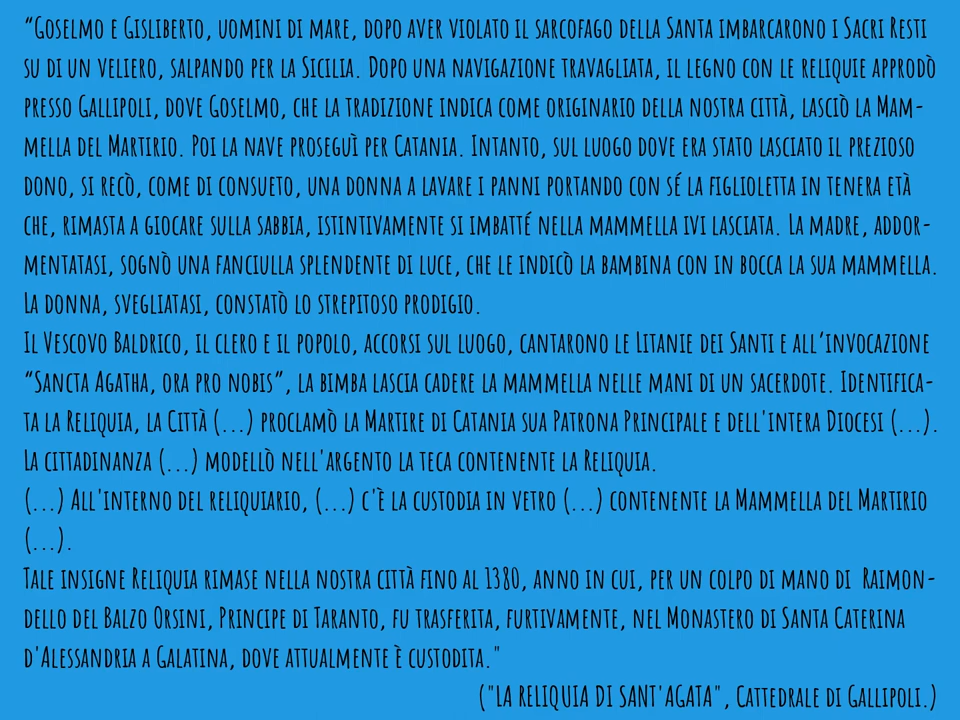 “Goselmo e Gisliberto, uomini di mare, dopo aver violato il sarcofago della Santa imbarcarono i Sacri Resti
su di un veliero, salpando per la Sicilia. Dopo una navigazione travagliata, il legno con le reliquie approdò
presso Gallipoli, dove Goselmo, che la tradizione indica come originario della nostra città, lasciò la Mam-
mella del Martirio. Poi la nave proseguì per Catania. Intanto, sul luogo dove era stato lasciato il prezioso
dono, si recò, come di consueto, una donna a lavare i panni portando con sé la figlioletta in tenera età
che, rimasta a giocare sulla sabbia, istintivamente si imbatté nella mammella ivi lasciata. La madre, addor-
mentatasi, sognò una fanciulla splendente di luce, che le indicò la bambina con in bocca la sua mammella.
La donna, svegliatasi, constatò lo strepitoso prodigio.
Il Vescovo Baldrico, il clero e il popolo, accorsi sul luogo, cantarono le Litanie dei Santi e all’invocazione
“Sancta Agatha, ora pro nobis”, la bimba lascia cadere la mammella nelle mani di un sacerdote. Identifica-
ta la Reliquia, la Città (...) proclamò la Martire di Catania sua Patrona Principale e dell'intera Diocesi (...).
La cittadinanza (...) modellò nell'argento la teca contenente la Reliquia.
(...) All'interno del reliquiario, (...) c'è la custodia in vetro (...) contenente la Mammella del Martirio
(...).
Tale insigne Reliquia rimase nella nostra città fino al 1380, anno in cui, per un colpo di mano di Raimon-
dello del Balzo Orsini, Principe di Taranto, fu trasferita, furtivamente, nel Monastero di Santa Caterina
d'Alessandria a Galatina, dove attualmente è custodita."
("LA RELIQUIA DI SANT'AGATA", Cattedrale di Gallipoli.)